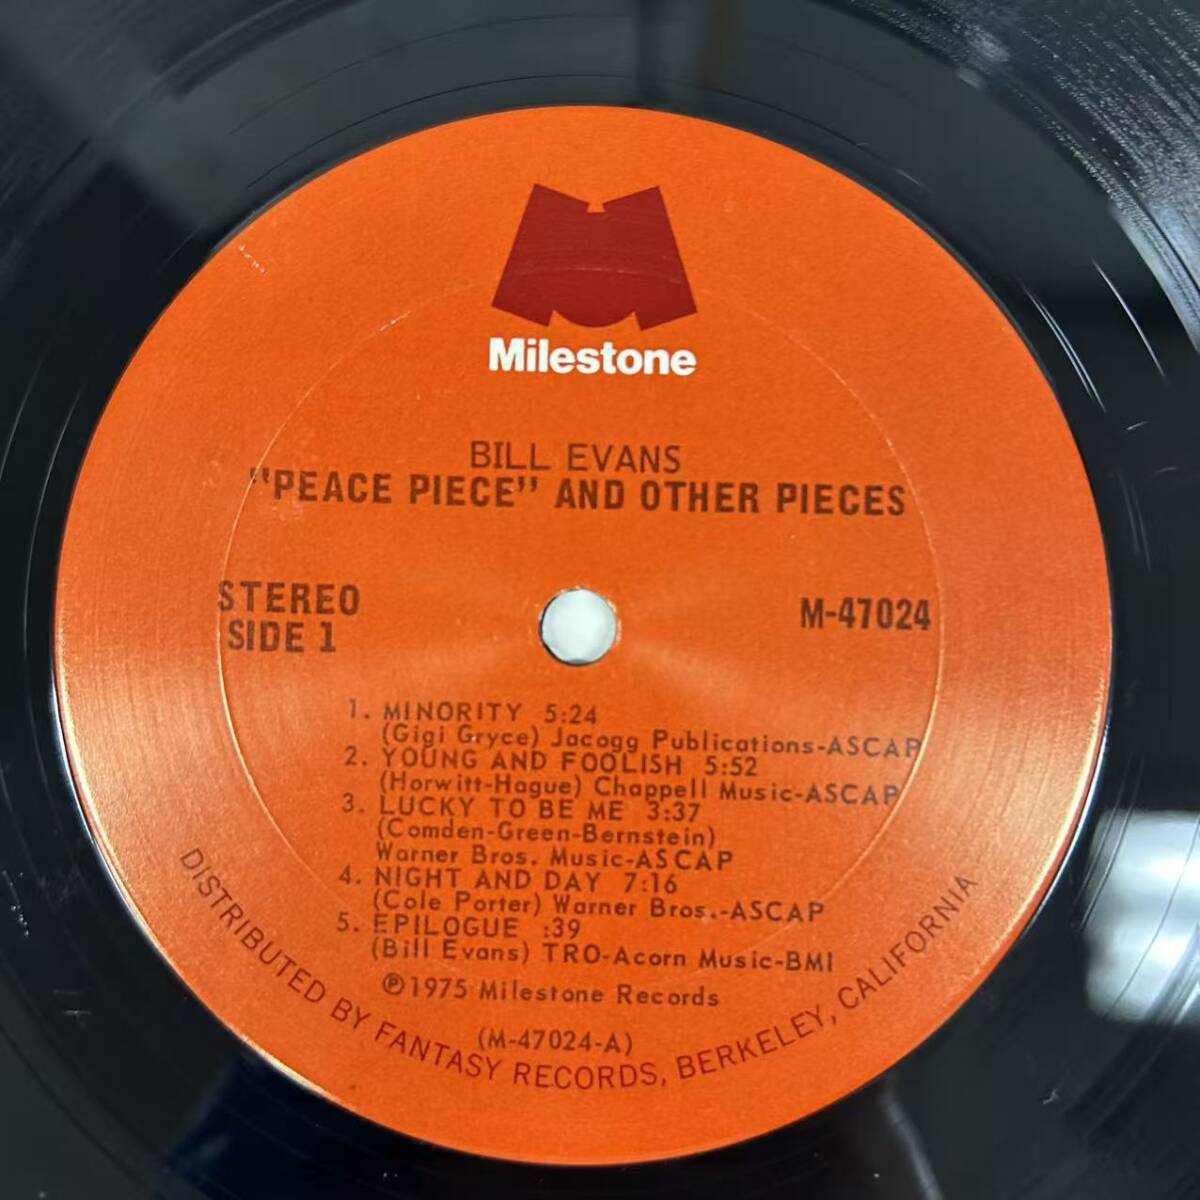 Milestone
BILL EVANS
"PEACE PIECE" AND OTHER PIECES
STEREO
SIDE 1
M-47024
1. MINORITY 5:24
(Gigi Gryce) Jacogg Publications-ASCAP
2. YOUNG AND FOOLISH 5:52
(Horwitt-Hague) Chappell Music-ASCAP
3. LUCKY TO BE ME 3:37
(Comden-Green-Bernstein)
Warner Bros. Music-ASCAP
4. NIGHT AND DAY 7:16
(Cole Porter) Warner Bros.-ASCAP
5. EPILOGUE :39
(Bill Evans) TRO-Acorn Music-BMI
℗1975 Milestone Records
(M-47024-A)
DISTRIBUTED BY FANTASY RECORDS, BERKELEY, CALIFORNIA